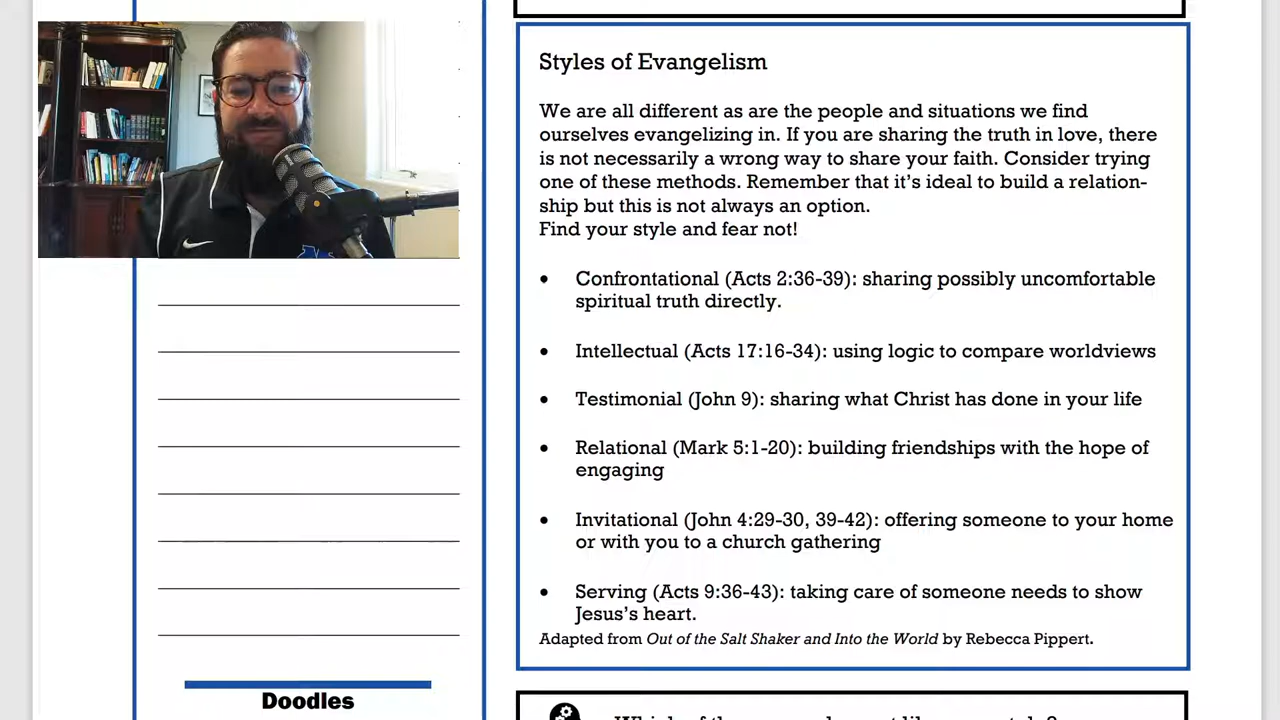 Styles of Evangelism
We are all different as are the people and situations we find
ourselves evangelizing in. If you are sharing the truth in love, there
is not necessarily a wrong way to share your faith. Consider trying
one of these methods. Remember that it's ideal to build a relation-
ship but this is not always an option.
Find your style and fear not!
• Confrontational (Acts 2:36-39): sharing possibly uncomfortable
spiritual truth directly.
• Intellectual (Acts 17:16-34): using logic to compare worldviews
• Testimonial (John 9): sharing what Christ has done in your life
• Relational (Mark 5:1-20): building friendships with the hope of
engaging
• Invitational (John 4:29-30, 39-42): offering someone to your home
or with you to a church gathering
• Serving (Acts 9:36-43): taking care of someone needs to show
Jesus's heart.
Adapted from Out of the Salt Shaker and Into the World by Rebecca Pippert.
Doodles